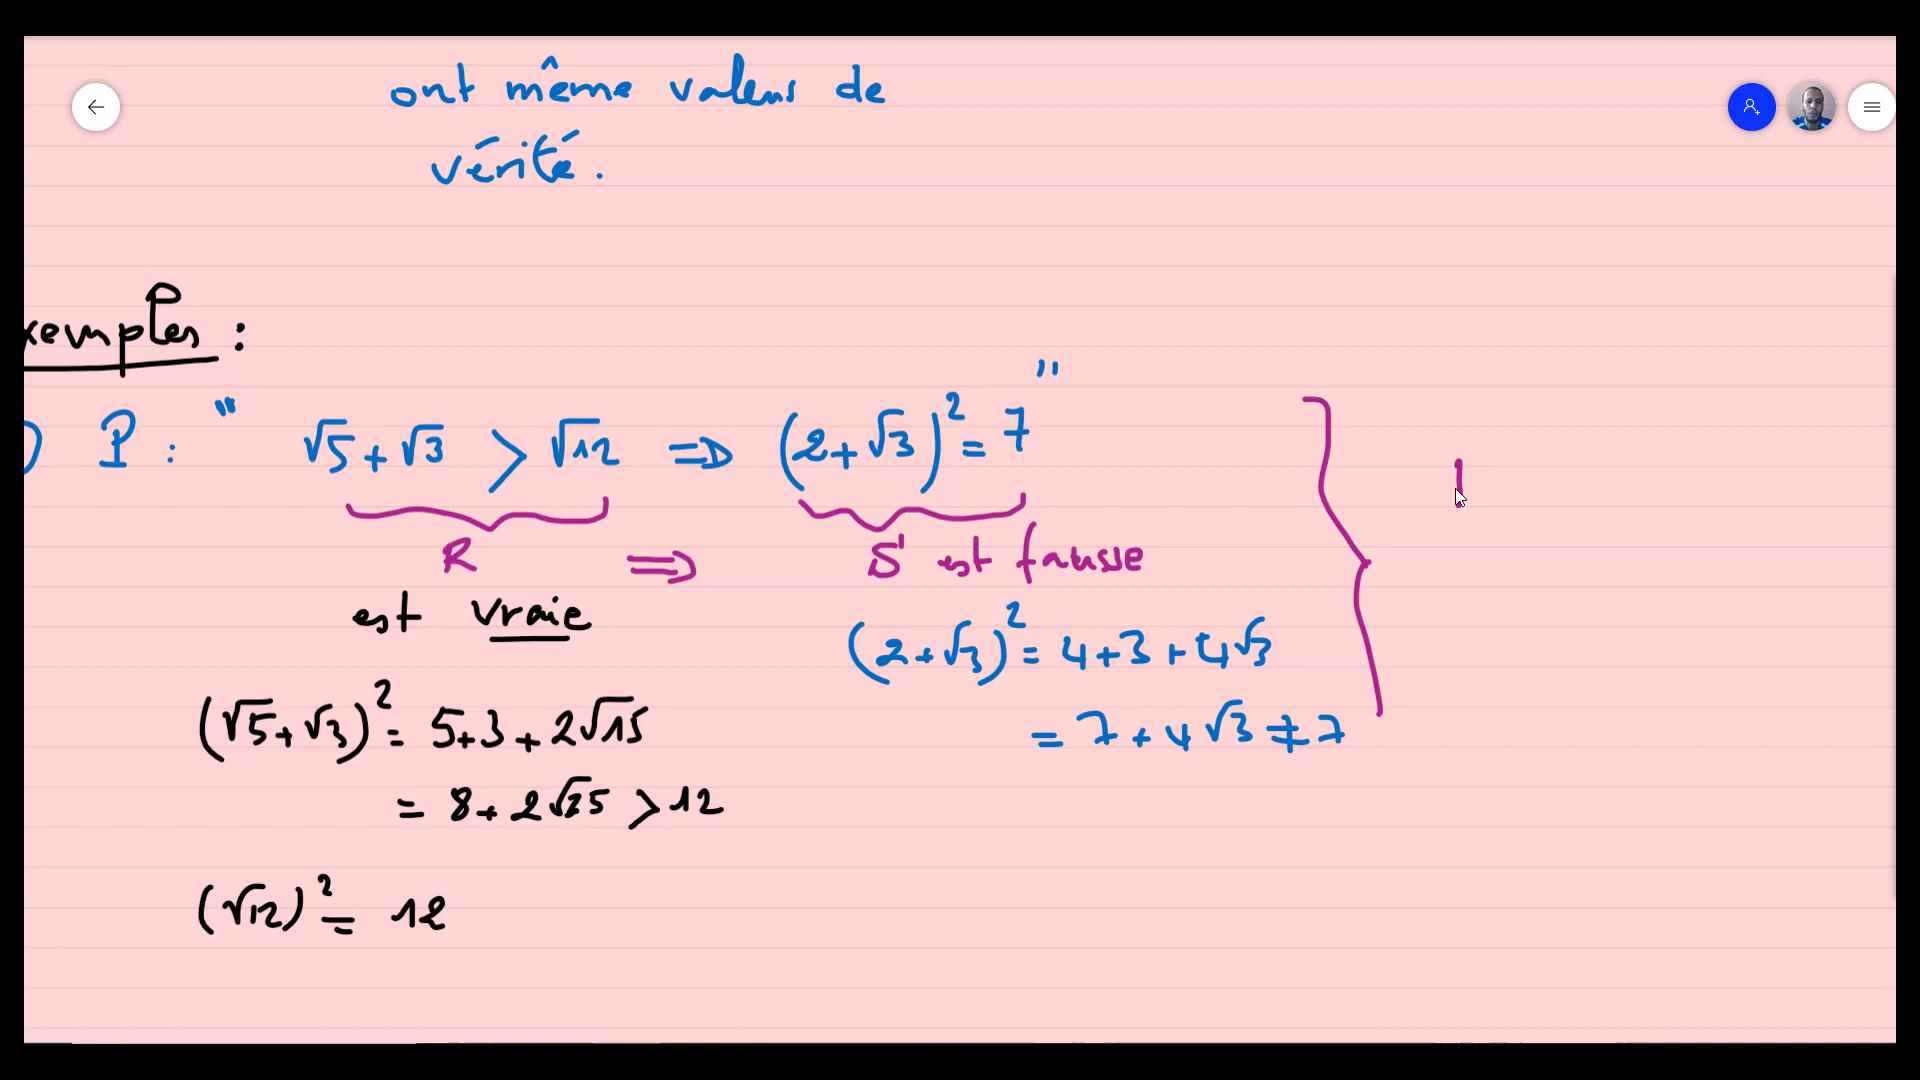 ont même valeurs de
vérité.
xemples :
) P : " √5 + √3 > √12 => (2+√3)² = 7 "
R => S est fausse
est vraie
(2+√3)² = 4+3+4√3
= 7+4√3 ≠ 7
(√5+√3)² = 5+3+2√15
= 8+2√15 > 12
(√12)² = 12